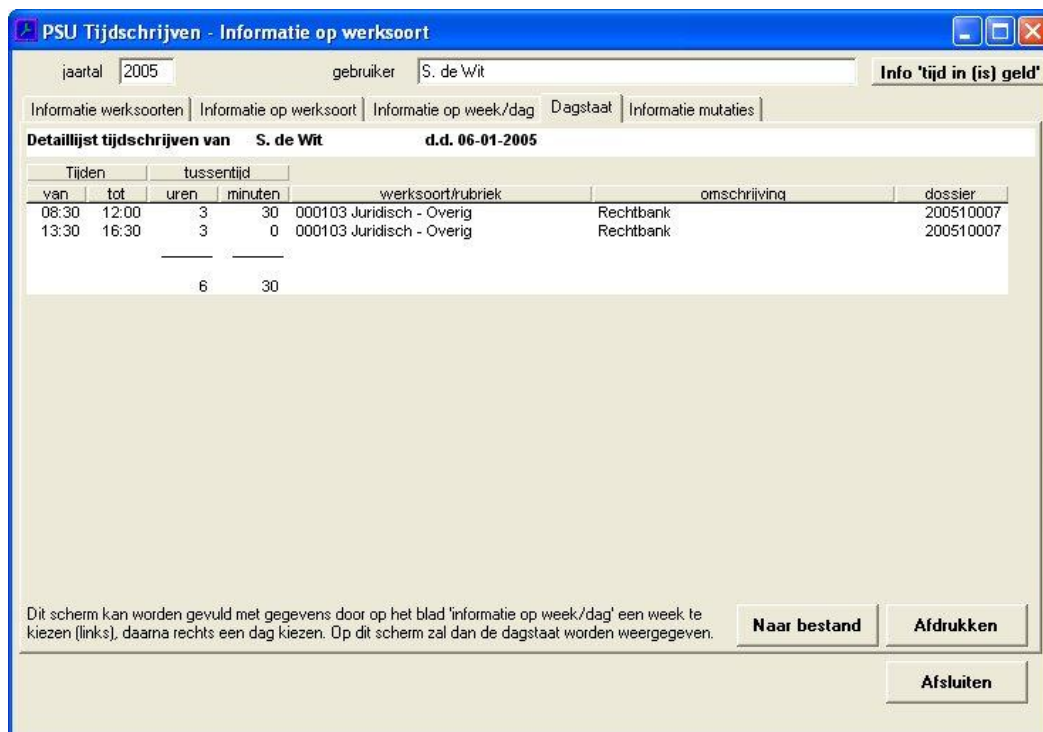 PSU Tijdschrijven - Informatie op werksoort
jaartal 2005 gebruiker S. de Wit Info 'tijd in (is) geld'
Informatie werksoorten Informatie op werksoort Informatie op week/dag Dagstaat Informatie mutaties
Detaillijst tijdschrijven van S. de Wit d.d. 06-01-2005
Tijden tussentijd
van tot uren minuten werksoort/rubriek omschrijving dossier
08:30 12:00 3 30 000103 Juridisch - Overig Rechtbank 200510007
13:30 16:30 3 0 000103 Juridisch - Overig Rechtbank 200510007
6 30
Dit scherm kan worden gevuld met gegevens door op het blad 'informatie op week/dag' een week te
kiezen (links), daarna rechts een dag kiezen. Op dit scherm zal dan de dagstaat worden weergegeven.
Naar bestand Afdrukken
Afsluiten